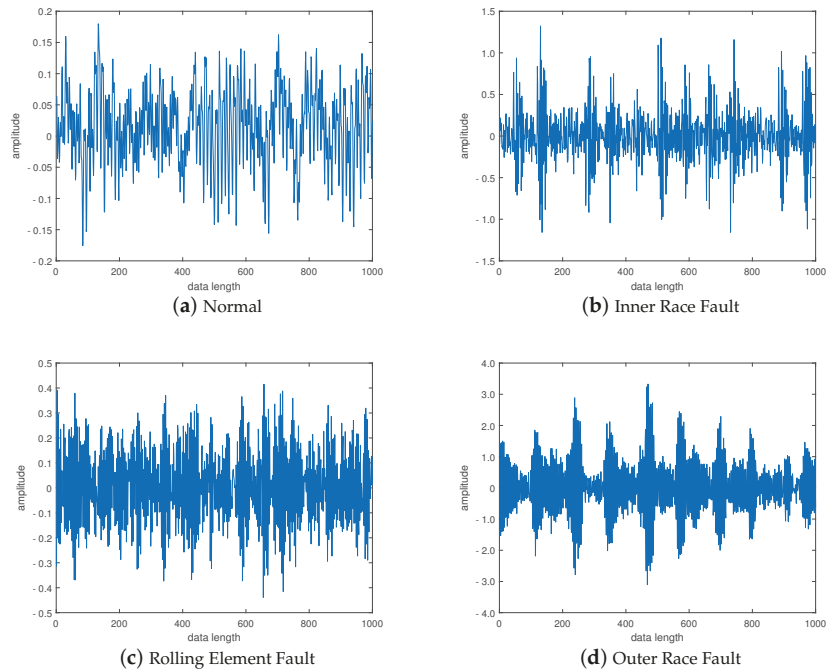 0.2
0.15
0.1
0.05
0
- 0.05
- 0.1
- 0.15
- 0.2
0 200 400 600 800 1000
amplitude
data length
(a) Normal
1.5
1.0
0.5
0
0.5
- 1.0
- 1.5
0 200 400 600 800 1000
amplitude
data length
(b) Inner Race Fault
0.5
0.4
0.3
0.2
0.1
0
- 0.1
- 0.2
- 0.3
- 0.4
- 0.5
0 200 400 600 800 1000
amplitude
data length
(c) Rolling Element Fault
4.0
3.0
2.0
1.0
0
1.0
- 2.0
- 3.0
- 4.0
0 200 400 600 800 1000
amplitude
data length
(d) Outer Race Fault